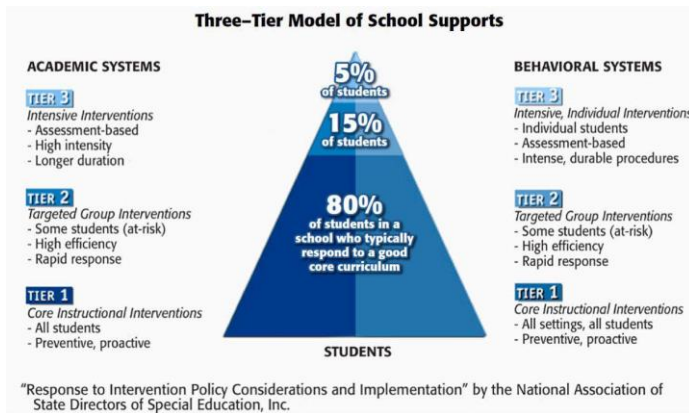 Three–Tier Model of School Supports
ACADEMIC SYSTEMS
TIER 3
Intensive Interventions
- Assessment-based
- High intensity
- Longer duration
TIER 2
Targeted Group Interventions
- Some students (at-risk)
- High efficiency
- Rapid response
TIER 1
Core Instructional Interventions
- All students
- Preventive, proactive
5%
of students
15%
of students
80%
of students in a
school who typically
respond to a good
core curriculum
STUDENTS
BEHAVIORAL SYSTEMS
TIER 3
Intensive, Individual Interventions
- Individual students
- Assessment-based
- Intense, durable procedures
TIER 2
Targeted Group Interventions
- Some students (at-risk)
- High efficiency
- Rapid response
TIER 1
Core Instructional Interventions
- All settings, all students
- Preventive, proactive
“Response to Intervention Policy Considerations and Implementation” by the National Association of
State Directors of Special Education, Inc.